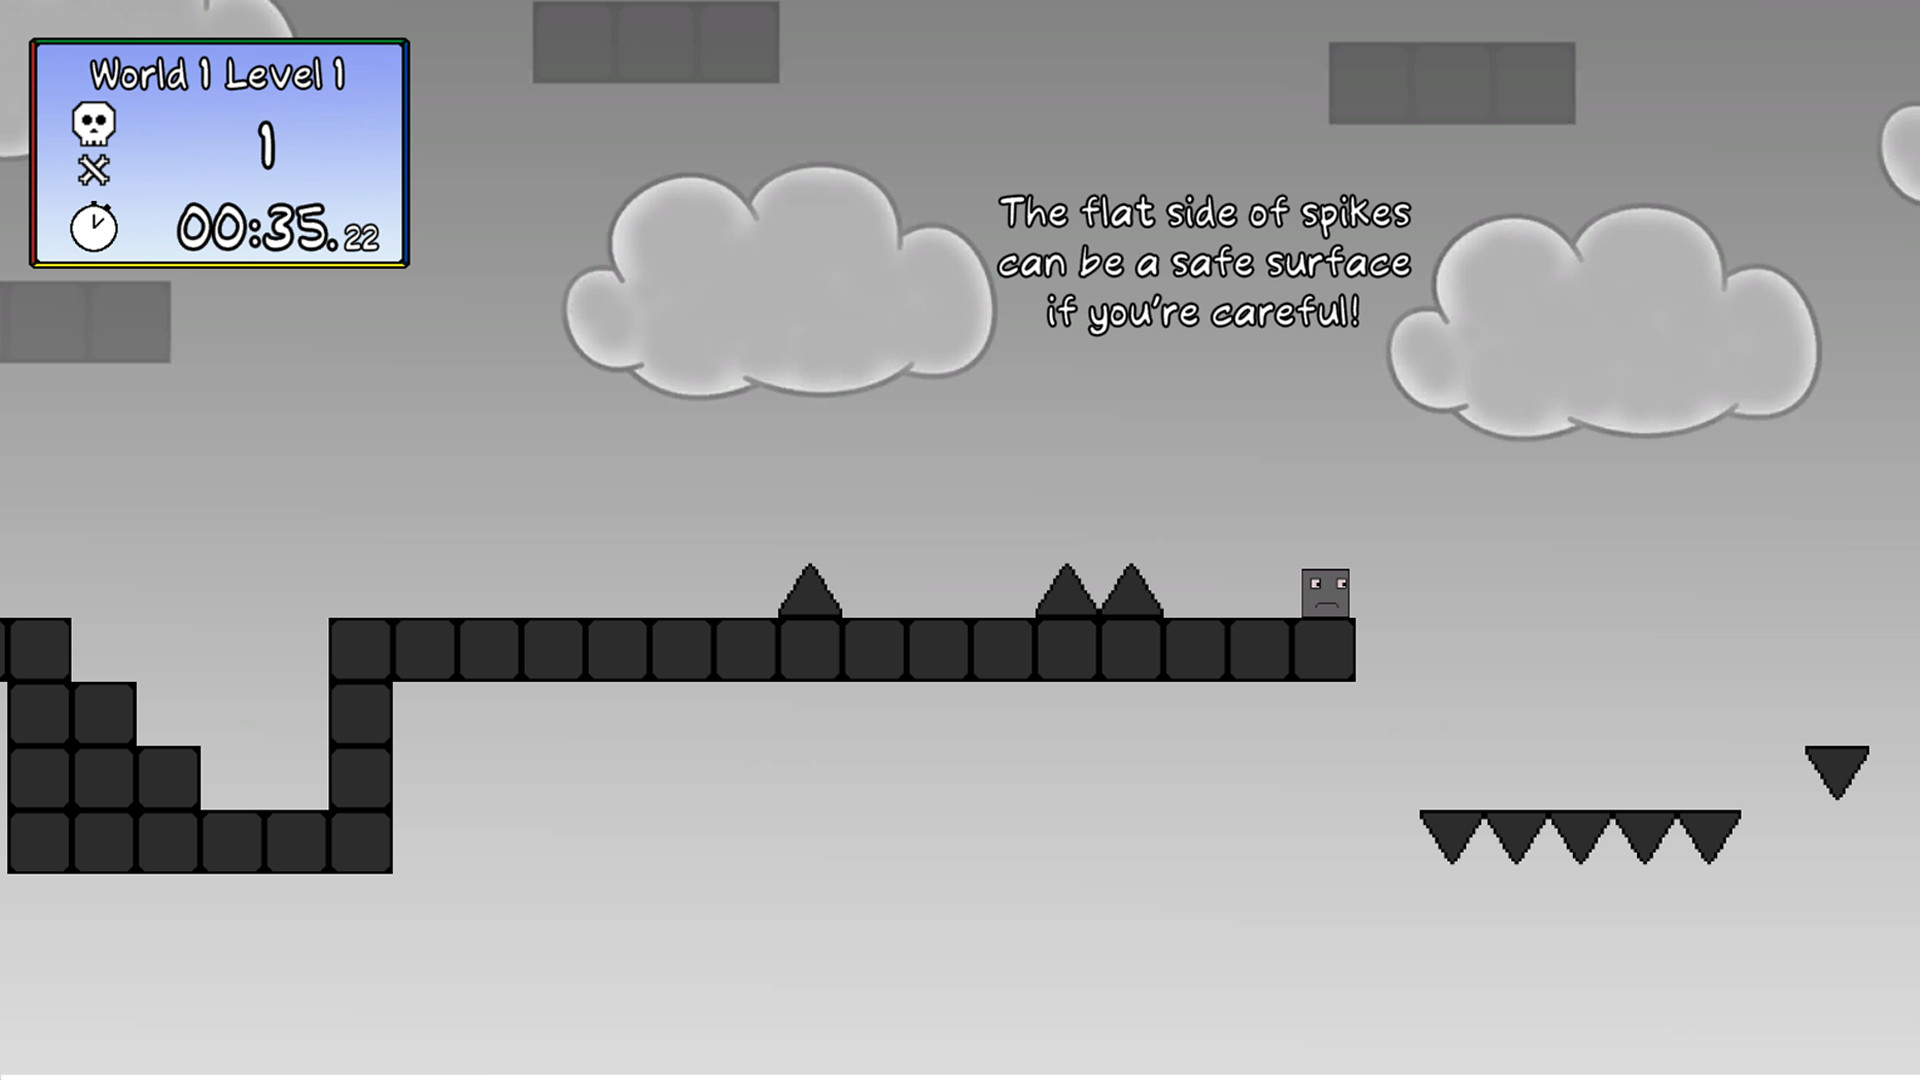 World 1 Level 1
1
00:35.22
The flat side of spikes
can be a safe surface
if you're careful!